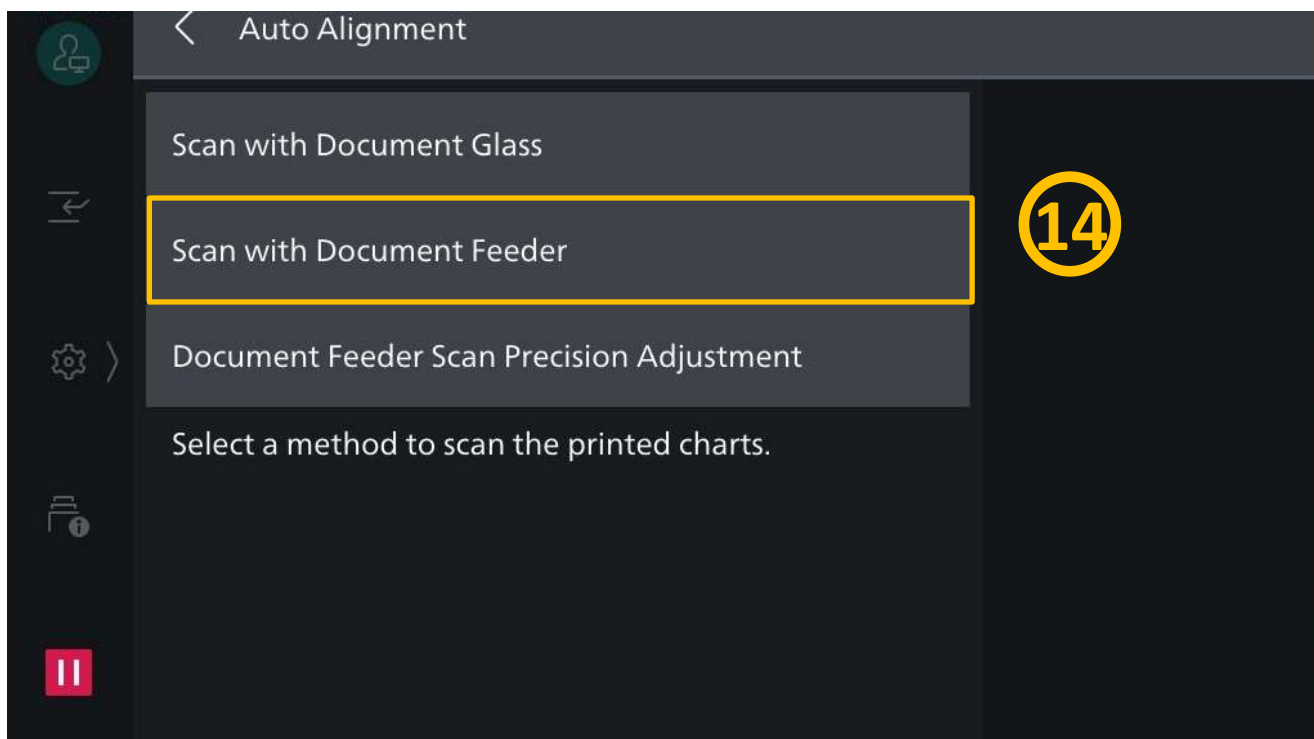 Auto Alignment
Scan with Document Glass
Scan with Document Feeder
14
Document Feeder Scan Precision Adjustment
Select a method to scan the printed charts.